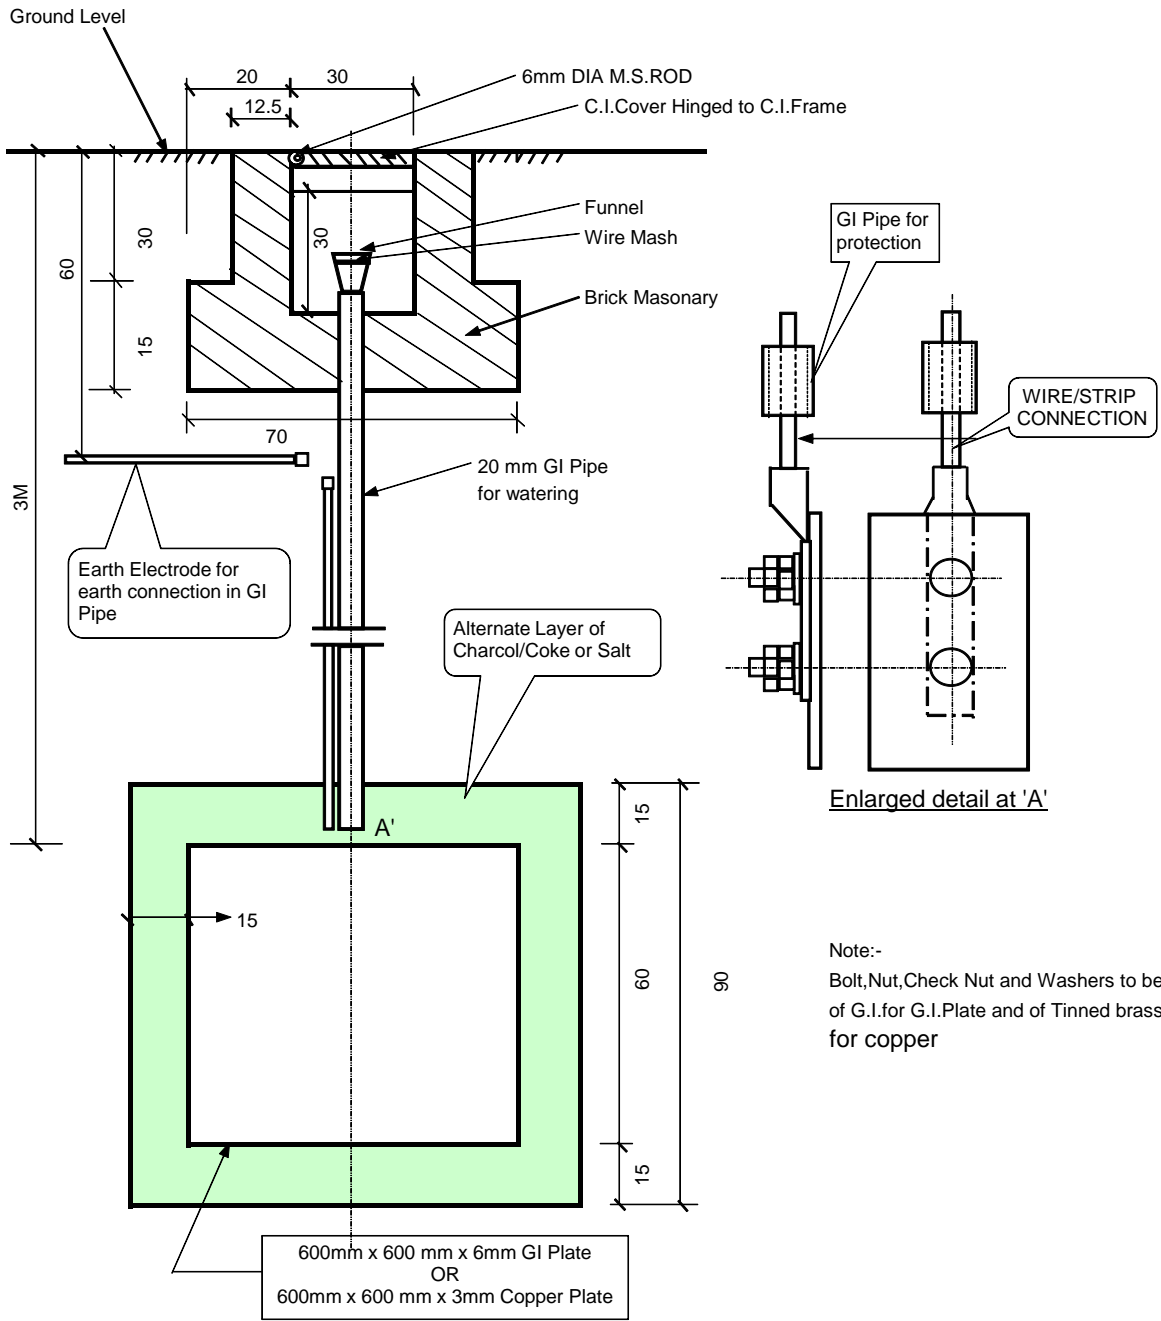 Ground Level
20
30
6mm DIA M.S.ROD
12.5
C.I.Cover Hinged to C.I.Frame
Funnel
GI Pipe for
protection
30
30
Wire Mash
60
Brick Masonary
15
WIRE/STRIP
CONNECTION
70
20 mm GI Pipe
for watering
3M
Earth Electrode for
earth connection in GI
Pipe
Alternate Layer of
Charcol/Coke or Salt
Enlarged detail at 'A'
15
A'
15
60
90
Note:-
Bolt,Nut,Check Nut and Washers to be
of G.I.for G.I.Plate and of Tinned brass
for copper
15
600mm x 600 mm x 6mm GI Plate
OR
600mm x 600 mm x 3mm Copper Plate